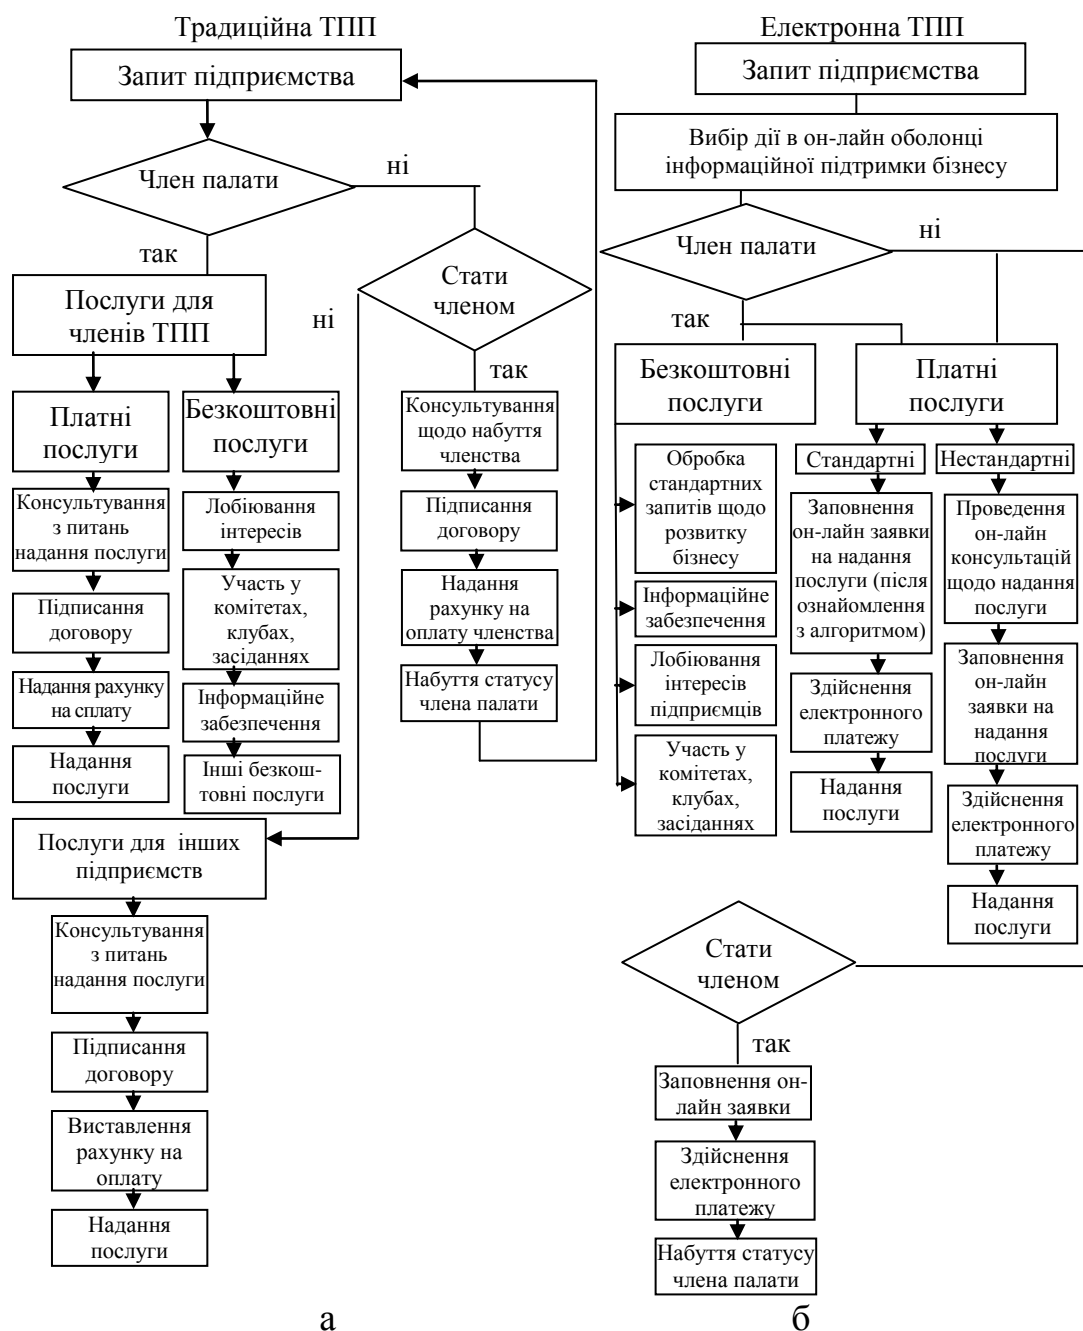 Традиційна ТПП
Запит підприємства
Член палати
ні
так
Послуги для
членів ТПП
ні
Стати
членом
так
Платні
послуги
Безкоштовні
послуги
Консультування
щодо набуття
членства
Консультування
з питань
надання послуги
Лобіювання
інтересів
Підписання
договору
Підписання
договору
Участь у
комітетах,
клубах,
засіданнях
Надання
рахунку на
оплату членства
Надання рахунку
на сплату
Інформаційне
забезпечення
Набуття статусу
члена палати
Надання
послуги
Інші безкош-
товні послуги
Послуги для інших
підприємств
Консультування
з питань
надання послуги
Підписання
договору
Виставлення
рахунку на
оплату
Надання
послуги
а
Електронна ТПП
Запит підприємства
Вибір дії в он-лайн оболонці
інформаційної підтримки бізнесу
Член палати
ні
так
Безкоштовні
послуги
Платні
послуги
Стандартні
Нестандартні
Обробка
стандартних
запитів щодо
розвитку
бізнесу
Інформаційне
забезпечення
Лобіювання
інтересів
підприємців
Участь у
комітетах,
клубах,
засіданнях
Заповнення
он-лайн заявки
на надання
послуги (після
ознайомлення
з алгоритмом)
Здійснення
електронного
платежу
Надання
послуги
Проведення
он-лайн
консультацій
щодо надання
послуги
Заповнення
он-лайн
заявки на
надання
послуги
Здійснення
електронного
платежу
Надання
послуги
Стати
членом
так
Заповнення он-
лайн заявки
Здійснення
електронного
платежу
Набуття статусу
члена палати
б